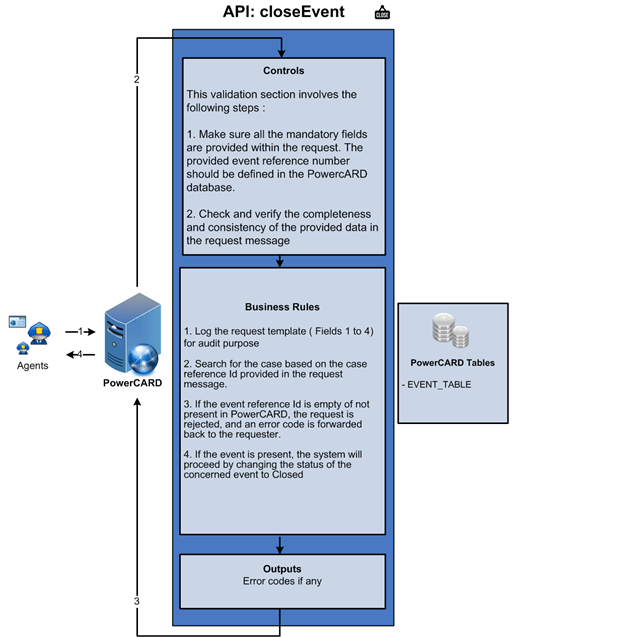 API: closeEvent
CLOSE
2
Controls
This validation section involves the
following steps :
1. Make sure all the mandatory fields
are provided within the request. The
provided event reference number
should be defined in the PowercARD
database.
2. Check and verify the completeness
and consistency of the provided data in
the request message
Business Rules
1. Log the request template ( Fields 1 to 4)
for audit purpose
2. Search for the case based on the case
reference Id provided in the request
message.
3. If the event reference Id is empty of not
present in PowerCARD, the request is
rejected, and an error code is forwarded
back to the requester.
4. If the event is present, the system will
proceed by changing the status of the
concerned event to Closed
1
4
Agents
PowerCARD
PowerCARD Tables
- EVENT_TABLE
Outputs
Error codes if any
3